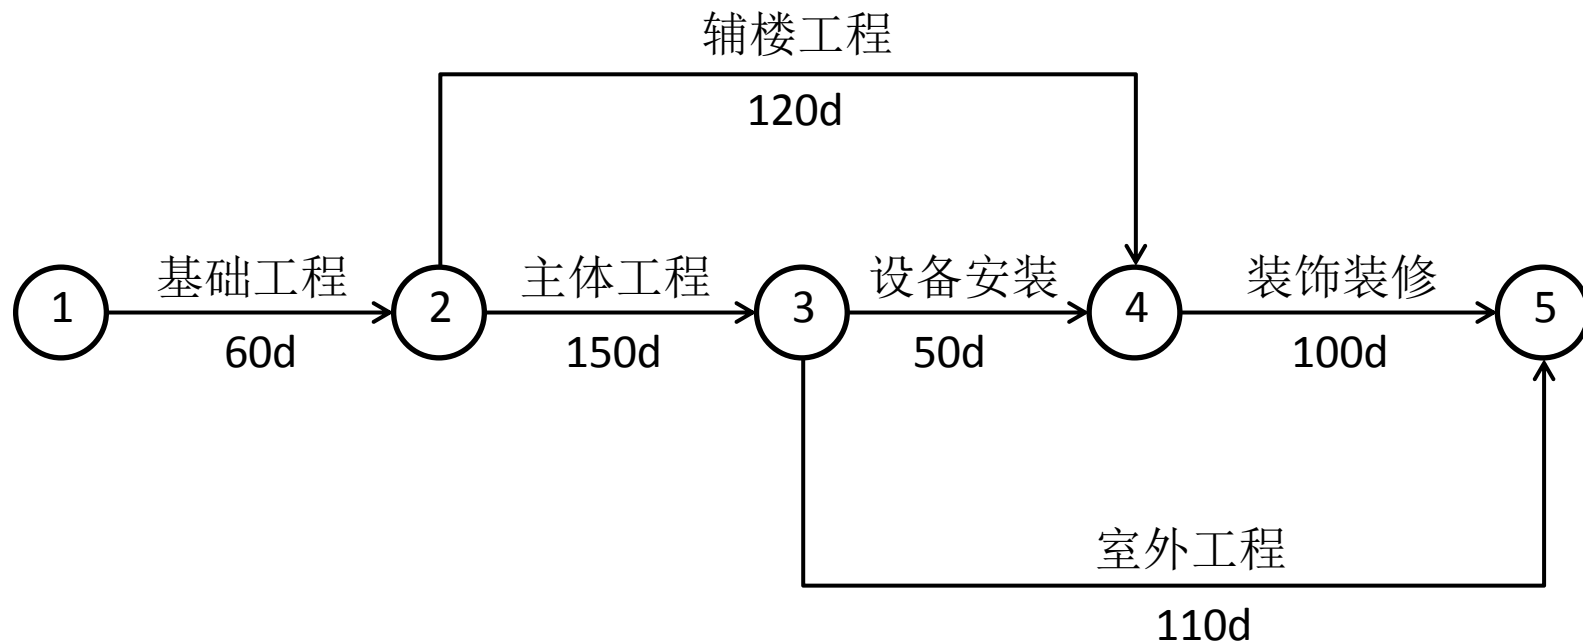 辅楼工程
120d
基础工程
主体工程
设备安装
装饰装修
1
2
3
4
5
60d
150d
50d
100d
室外工程
110d